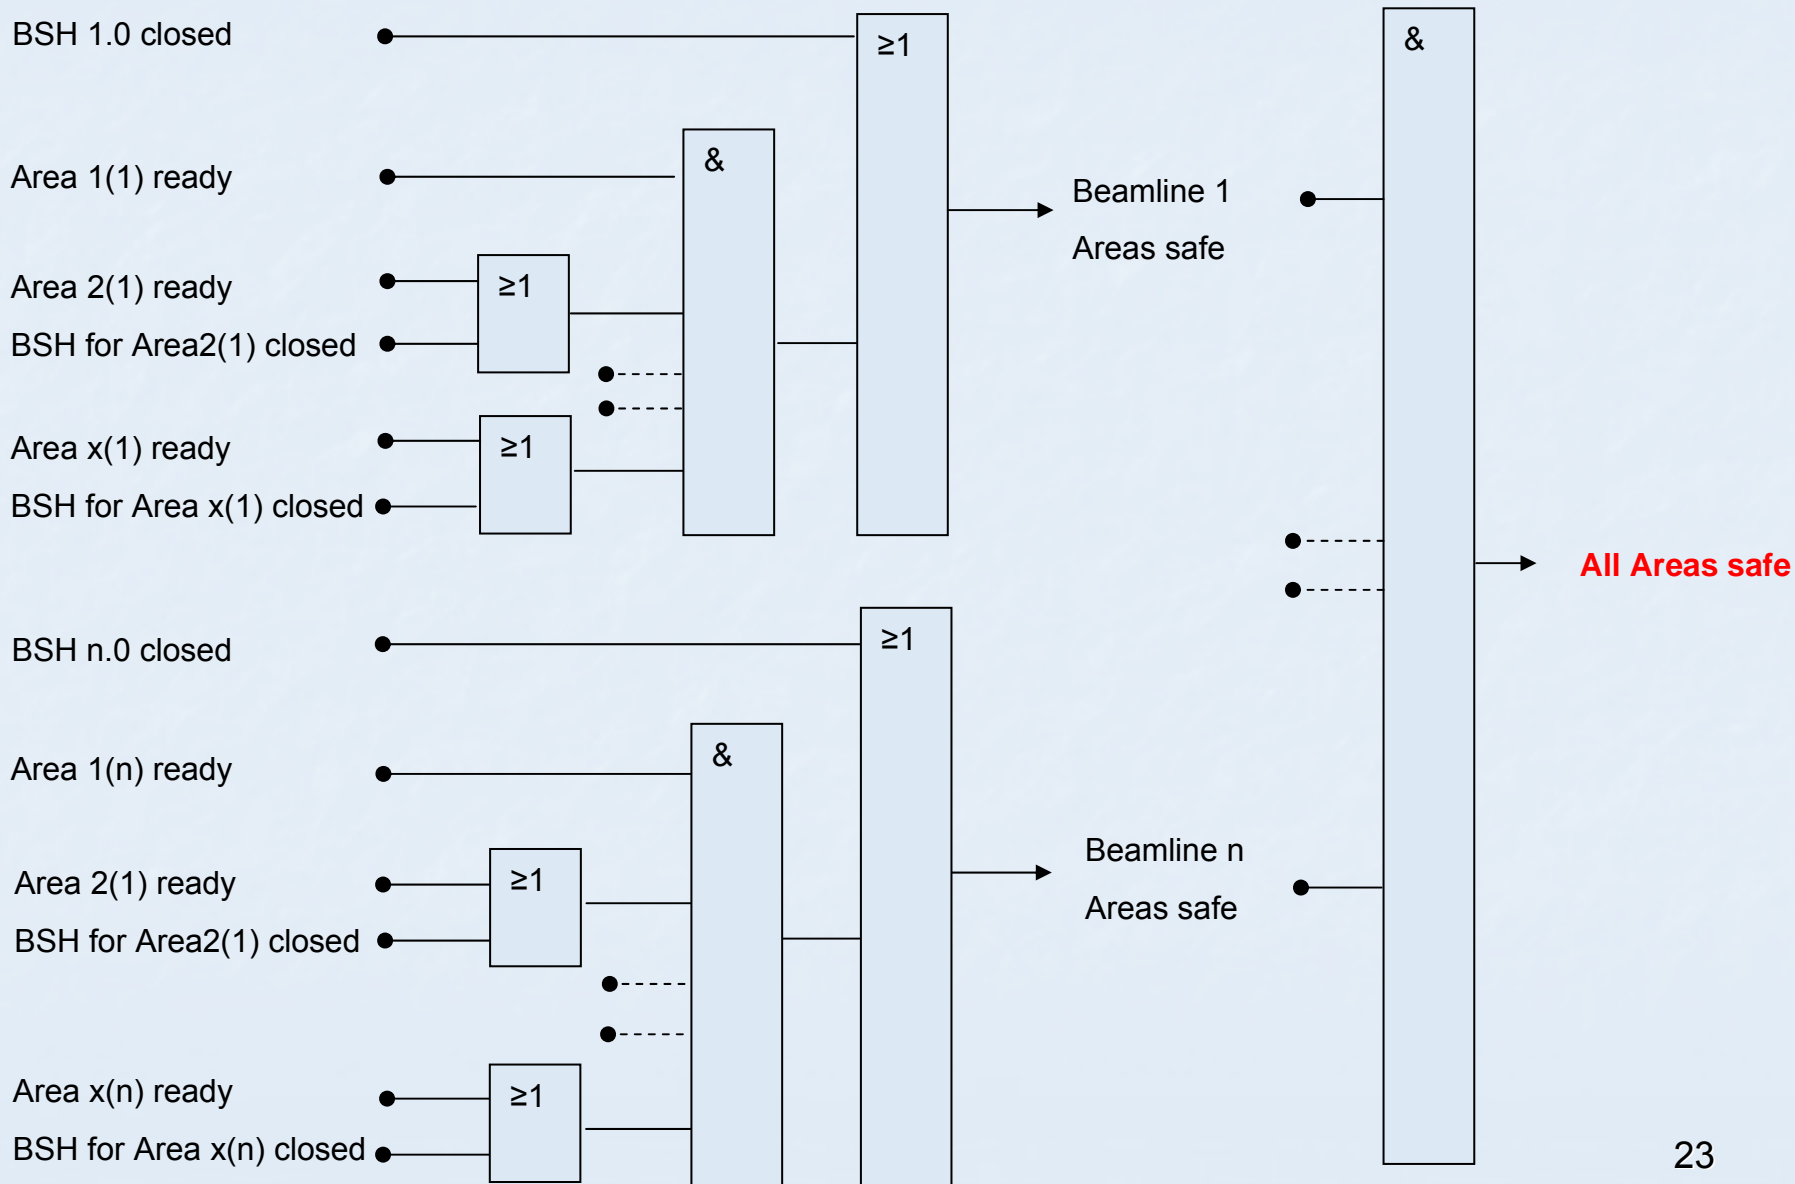 BSH 1.0 closed
≥1
&
Area 1(1) ready
&
Beamline 1
Areas safe
Area 2(1) ready
≥1
BSH for Area2(1) closed
Area x(1) ready
≥1
BSH for Area x(1) closed
All Areas safe
BSH n.0 closed
≥1
Area 1(n) ready
&
Beamline n
Areas safe
Area 2(1) ready
≥1
BSH for Area2(1) closed
Area x(n) ready
≥1
BSH for Area x(n) closed
23